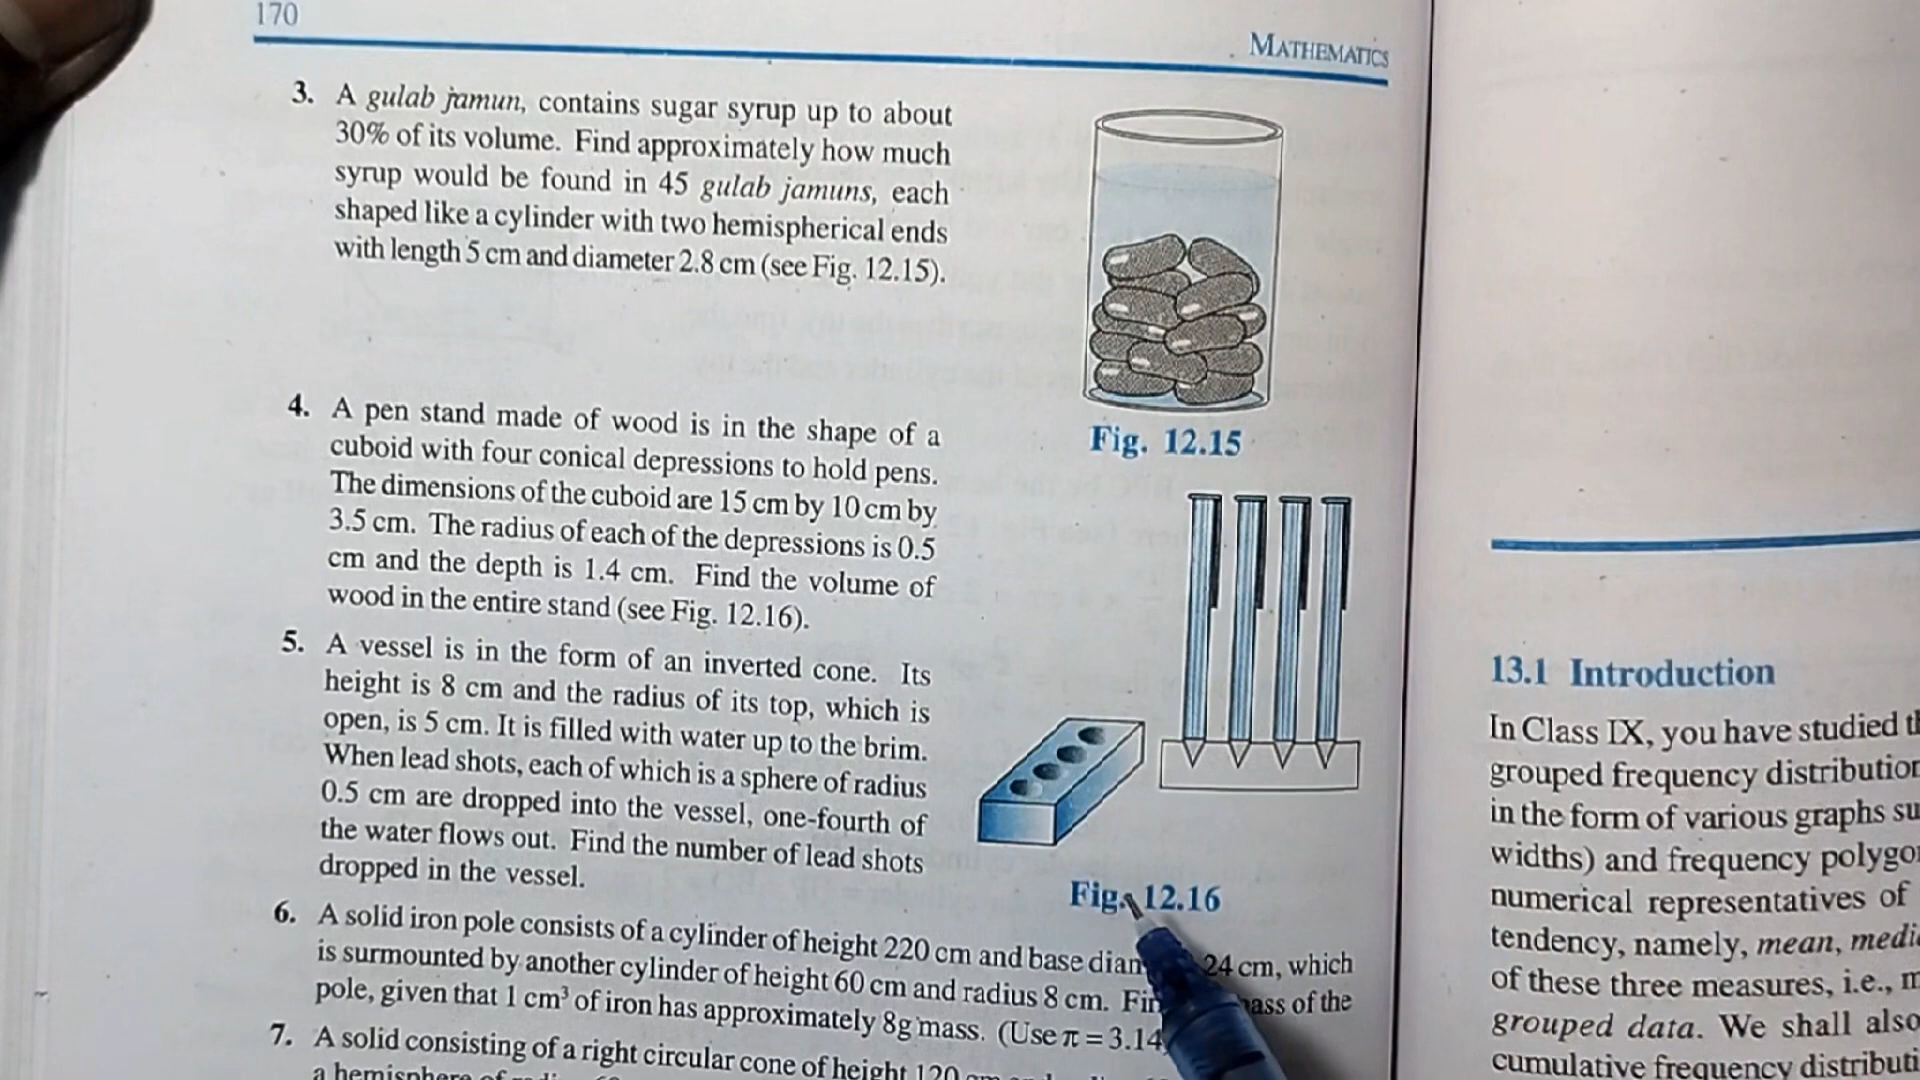 170
MATHEMATICS
3. A gulab jamun, contains sugar syrup up to about
30% of its volume. Find approximately how much
syrup would be found in 45 gulab jamuns, each
shaped like a cylinder with two hemispherical ends
with length 5 cm and diameter 2.8 cm (see Fig. 12.15).
Fig. 12.15
4. A pen stand made of wood is in the shape of a
cuboid with four conical depressions to hold pens.
The dimensions of the cuboid are 15 cm by 10 cm by
3.5 cm. The radius of each of the depressions is 0.5
cm and the depth is 1.4 cm. Find the volume of
wood in the entire stand (see Fig. 12.16).
5. A vessel is in the form of an inverted cone. Its
height is 8 cm and the radius of its top, which is
open, is 5 cm. It is filled with water up to the brim.
When lead shots, each of which is a sphere of radius
0.5 cm are dropped into the vessel, one-fourth of
the water flows out. Find the number of lead shots
dropped in the vessel.
Fig. 12.16
6. A solid iron pole consists of a cylinder of height 220 cm and base 24 cm, which
is surmounted by another cylinder of height 60 cm and radius 8 cm. of the
pole, given that 1 cm³ of iron has approximately 8g mass. (Use π = 3.14
7. A solid consisting of a right circular cone of height 120
a hemisphere of
13.1 Introduction
In Class IX, you have studied
grouped frequency
in the form of various graphs
widths) and frequency
numerical representatives of
tendency, namely, mean,
of these three measures, i.e.,
grouped data. We shall also
cumulative frequency